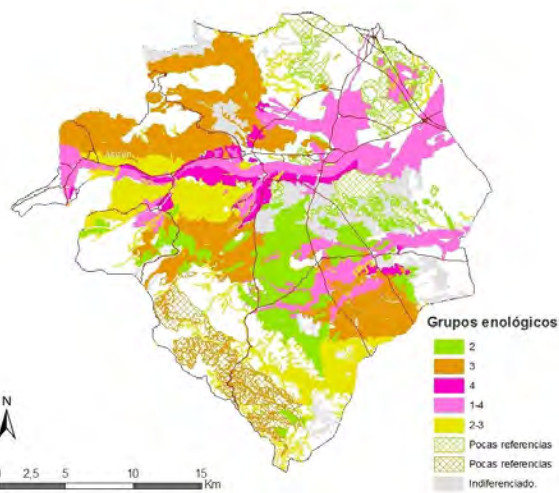 Grupos enológicos
2
3
4
1-4
2-3
Pocas referencias
Pocas referencias
Indiferenciado.
N
0 2,5 5 10 15
Km